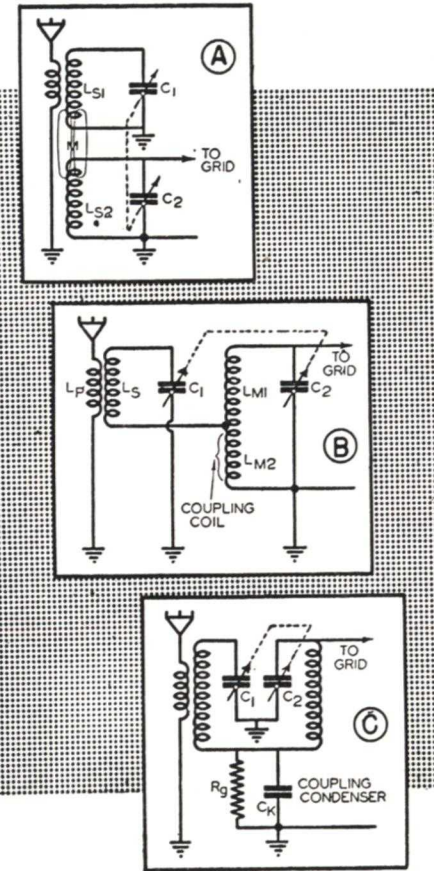 A
LS1
C1
M
TO
GRID
C2
LS2
TO
GRID
LP
LS
C1
LM1
C2
B
LM2
COUPLING
COIL
TO
GRID
C1
C2
C
Rg
CK
COUPLING
CONDENSER